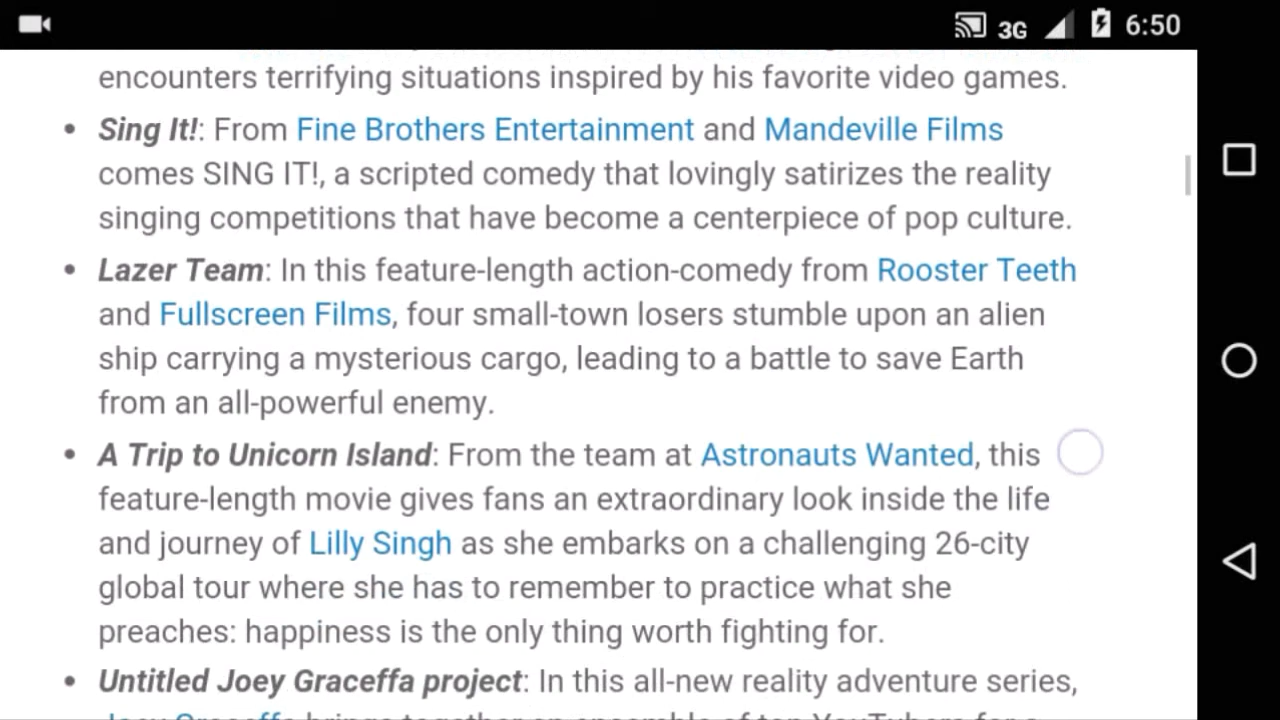 3G 6:50
encounters terrifying situations inspired by his favorite video games.
• Sing It!: From Fine Brothers Entertainment and Mandeville Films
comes SING IT!, a scripted comedy that lovingly satirizes the reality
singing competitions that have become a centerpiece of pop culture.
• Lazer Team: In this feature-length action-comedy from Rooster Teeth
and Fullscreen Films, four small-town losers stumble upon an alien
ship carrying a mysterious cargo, leading to a battle to save Earth
from an all-powerful enemy.
• A Trip to Unicorn Island: From the team at Astronauts Wanted, this
feature-length movie gives fans an extraordinary look inside the life
and journey of Lilly Singh as she embarks on a challenging 26-city
global tour where she has to remember to practice what she
preaches: happiness is the only thing worth fighting for.
• Untitled Joey Graceffa project: In this all-new reality adventure series,